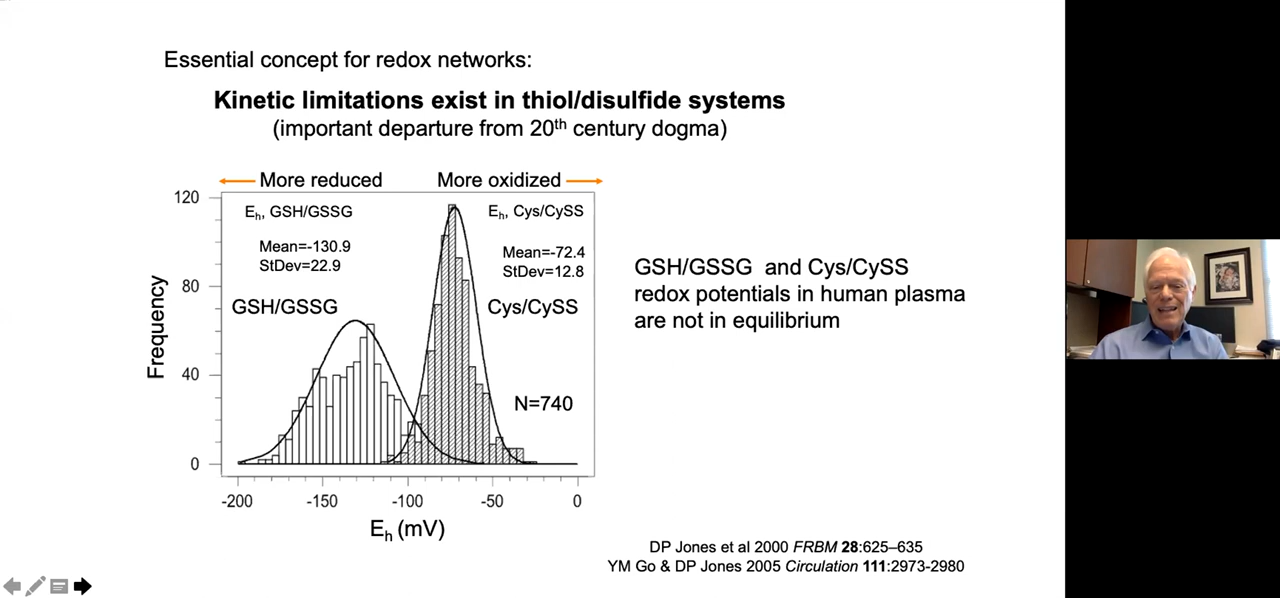 Essential concept for redox networks:
Kinetic limitations exist in thiol/disulfide systems
(important departure from 20th century dogma)
More reduced
More oxidized
120
80
40
0
Frequency
Eh, GSH/GSSG
Mean=-130.9
StDev=22.9
GSH/GSSG
Eh, Cys/CySS
Mean=-72.4
StDev=12.8
Cys/CySS
N=740
-200
-150
-100
-50
0
Eh (mV)
GSH/GSSG and Cys/CySS
redox potentials in human plasma
are not in equilibrium
DP Jones et al 2000 FRBM 28:625–635
YM Go & DP Jones 2005 Circulation 111:2973-2980